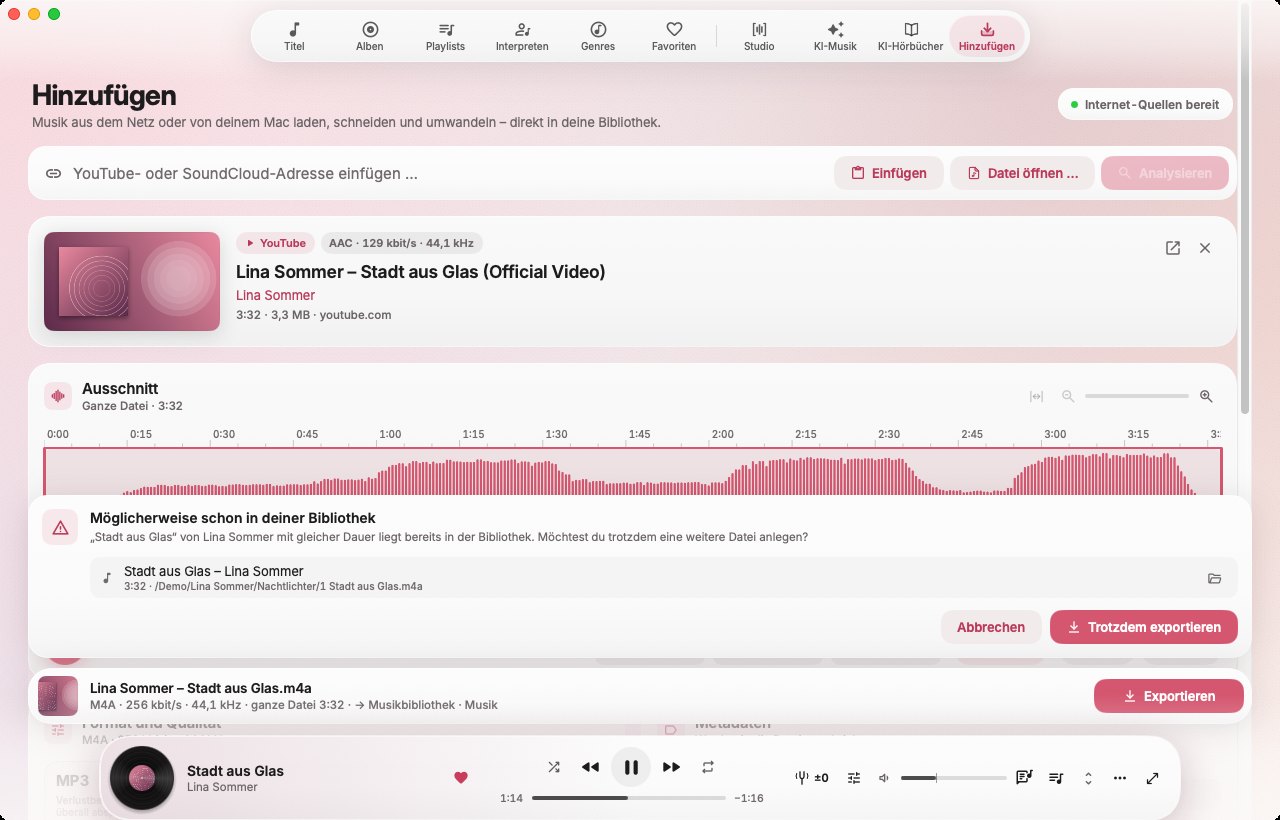 Titel
Alben
Playlists
Interpreten
Genres
Favoriten
Studio
KI-Musik
KI-Hörbücher
Hinzufügen
Hinzufügen
Musik aus dem Netz oder von deinem Mac laden, schneiden und umwandeln – direkt in deine Bibliothek.
Internet-Quellen bereit
YouTube- oder SoundCloud-Adresse einfügen ...
Einfügen
Datei öffnen ...
Analysieren
YouTube
AAC · 129 kbit/s · 44,1 kHz
Lina Sommer – Stadt aus Glas (Official Video)
Lina Sommer
3:32 · 3,3 MB · youtube.com
Ausschnitt
Ganze Datei · 3:32
0:00 0:15 0:30 0:45 1:00 1:15 1:30 1:45 2:00 2:15 2:30 2:45 3:00 3:15 3:
Möglicherweise schon in deiner Bibliothek
„Stadt aus Glas“ von Lina Sommer mit gleicher Dauer liegt bereits in der Bibliothek. Möchtest du trotzdem eine weitere Datei anlegen?
Stadt aus Glas – Lina Sommer
3:32 · /Demo/Lina Sommer/Nachtlichter/1 Stadt aus Glas.m4a
Abbrechen
Trotzdem exportieren
Lina Sommer – Stadt aus Glas.m4a
M4A · 256 kbit/s · 44,1 kHz · ganze Datei 3:32 · → Musikbibliothek · Musik
Exportieren
Format und Qualität
Metadaten
M4A
MP3
Stadt aus Glas
Lina Sommer
1:14
−1:16
±0